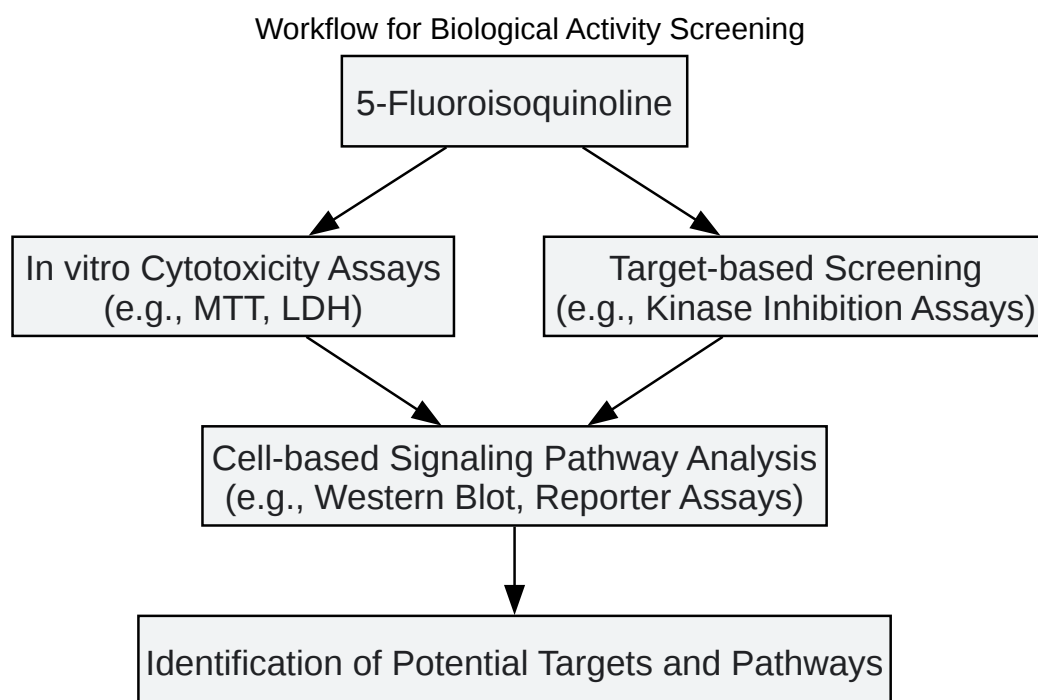 Workflow for Biological Activity Screening
5-Fluoroisoquinoline
In vitro Cytotoxicity Assays
(e.g., MTT, LDH)
Target-based Screening
(e.g., Kinase Inhibition Assays)
Cell-based Signaling Pathway Analysis
(e.g., Western Blot, Reporter Assays)
Identification of Potential Targets and Pathways